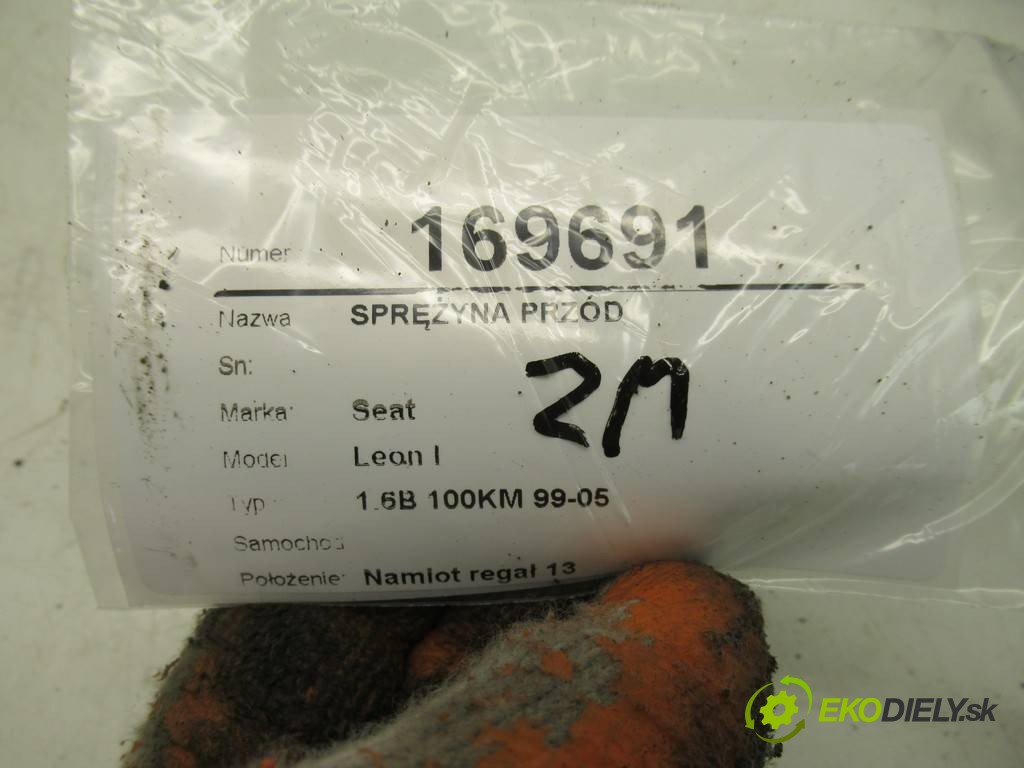 Numer 169691
Nazwa SPRĘŻYNA PRZÓD
Sn:
2M
Marka: Seat
Model Leon I
Typ 1.6B 100KM 99-05
Samochod
Położenie: Namiot regał 13
EKODIELY.sk